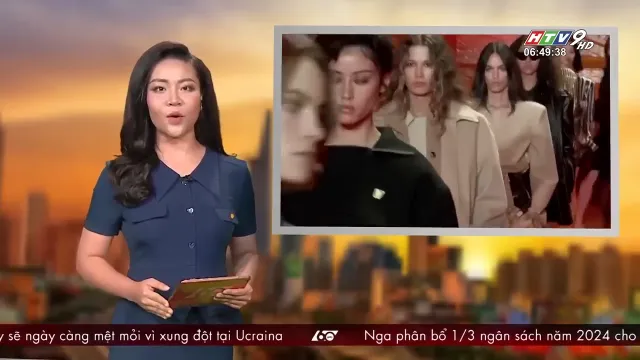 HTV9 HD
06:49:38
y sẽ ngày càng mệt mỏi vì xung đột tại Ucraina
60
Nga phân bổ 1/3 ngân sách năm 2024 cho